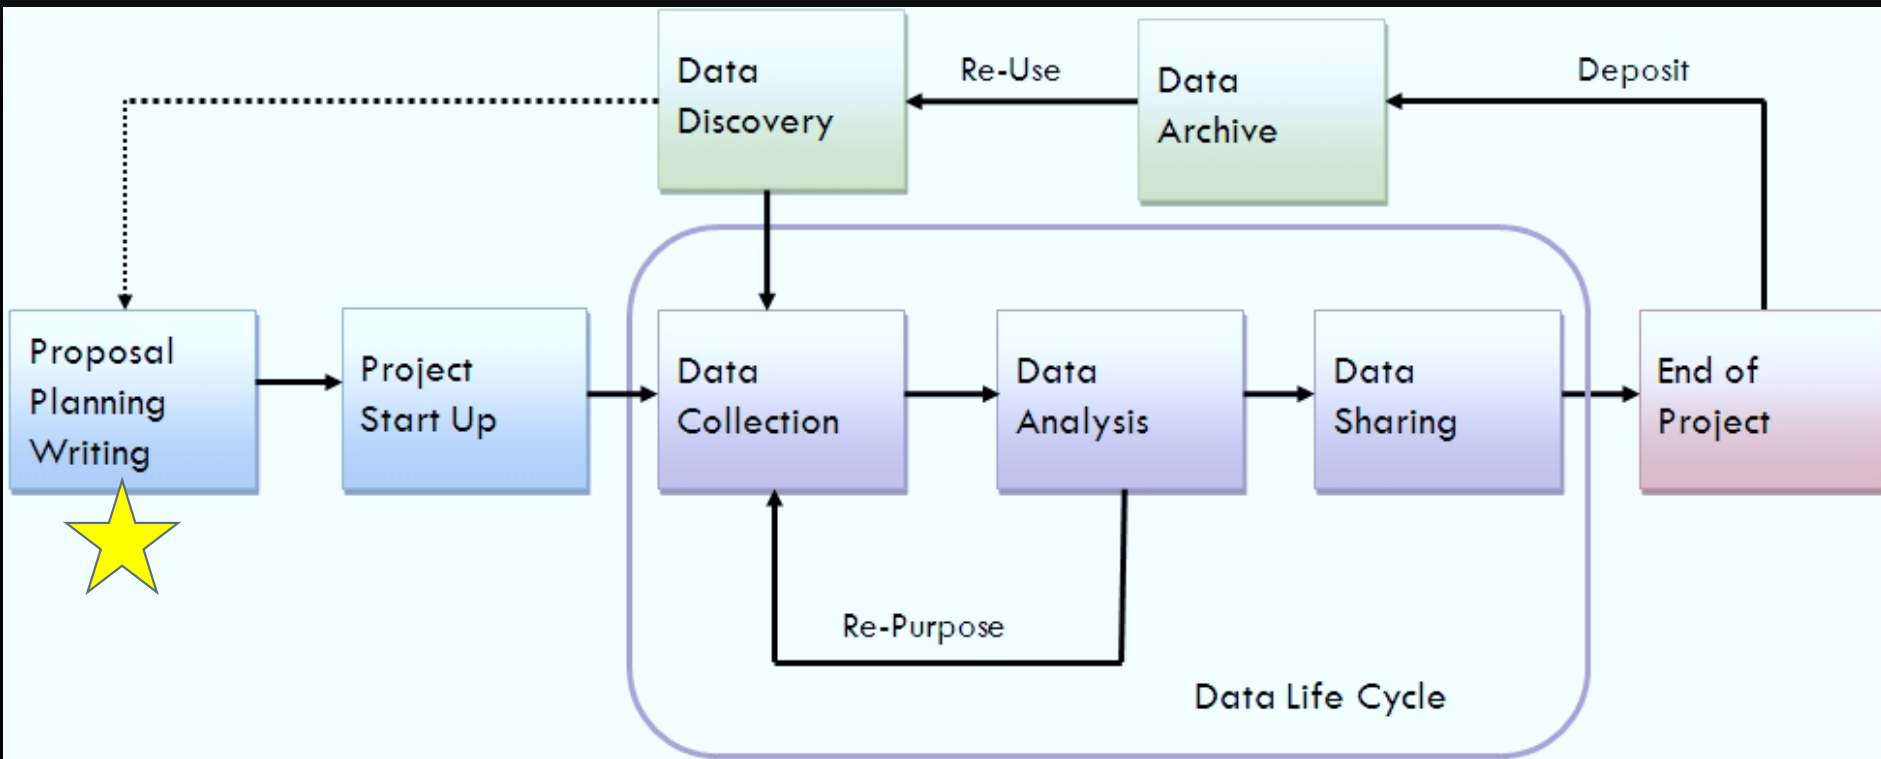 Data
Discovery
Re-Use
Data
Archive
Deposit
Proposal
Planning
Writing
Project
Start Up
Data
Collection
Data
Analysis
Data
Sharing
End of
Project
Re-Purpose
Data Life Cycle